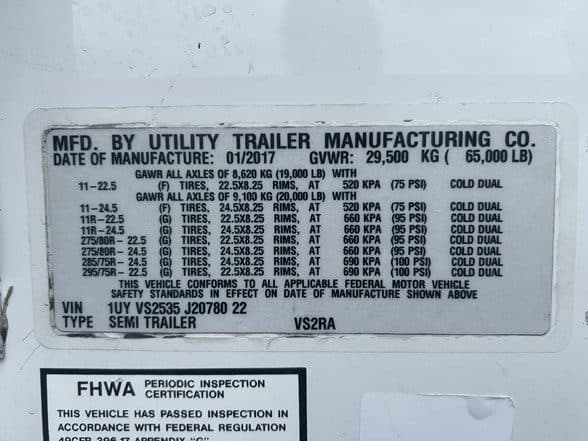 MFD. BY UTILITY TRAILER MANUFACTURING CO.
DATE OF MANUFACTURE: 01/2017 GVWR: 29,500 KG ( 65,000 LB)
GAWR ALL AXLES OF 8,620 KG (19,000 LB) WITH
11-22.5 (F) TIRES, 22.5X8.25 RIMS, AT 520 KPA (75 PSI) COLD DUAL
GAWR ALL AXLES OF 9,100 KG (20,000 LB) WITH
11-24.5 (F) TIRES, 24.5X8.25 RIMS, AT 520 KPA (75 PSI) COLD DUAL
11R-22.5 (G) TIRES, 22.5X8.25 RIMS, AT 660 KPA (95 PSI) COLD DUAL
11R-24.5 (G) TIRES, 24.5X8.25 RIMS, AT 660 KPA (95 PSI) COLD DUAL
275/80R-22.5 (G) TIRES, 22.5X8.25 RIMS, AT 660 KPA (95 PSI) COLD DUAL
275/80R-24.5 (G) TIRES, 24.5X8.25 RIMS, AT 660 KPA (95 PSI) COLD DUAL
285/75R-24.5 (G) TIRES, 24.5X8.25 RIMS, AT 690 KPA (100 PSI) COLD DUAL
295/75R-22.5 (G) TIRES, 22.5X8.25 RIMS, AT 690 KPA (100 PSI) COLD DUAL
THIS VEHICLE CONFORMS TO ALL APPLICABLE FEDERAL MOTOR VEHICLE
SAFETY STANDARDS IN EFFECT ON DATE OF MANUFACTURE SHOWN ABOVE
VIN 1UY VS2535 J20780 22
TYPE SEMI TRAILER VS2RA
FHWA PERIODIC INSPECTION
CERTIFICATION
THIS VEHICLE HAS PASSED INSPECTION IN
ACCORDANCE WITH FEDERAL REGULATION
49CFR 396.17 APPENDIX "G"